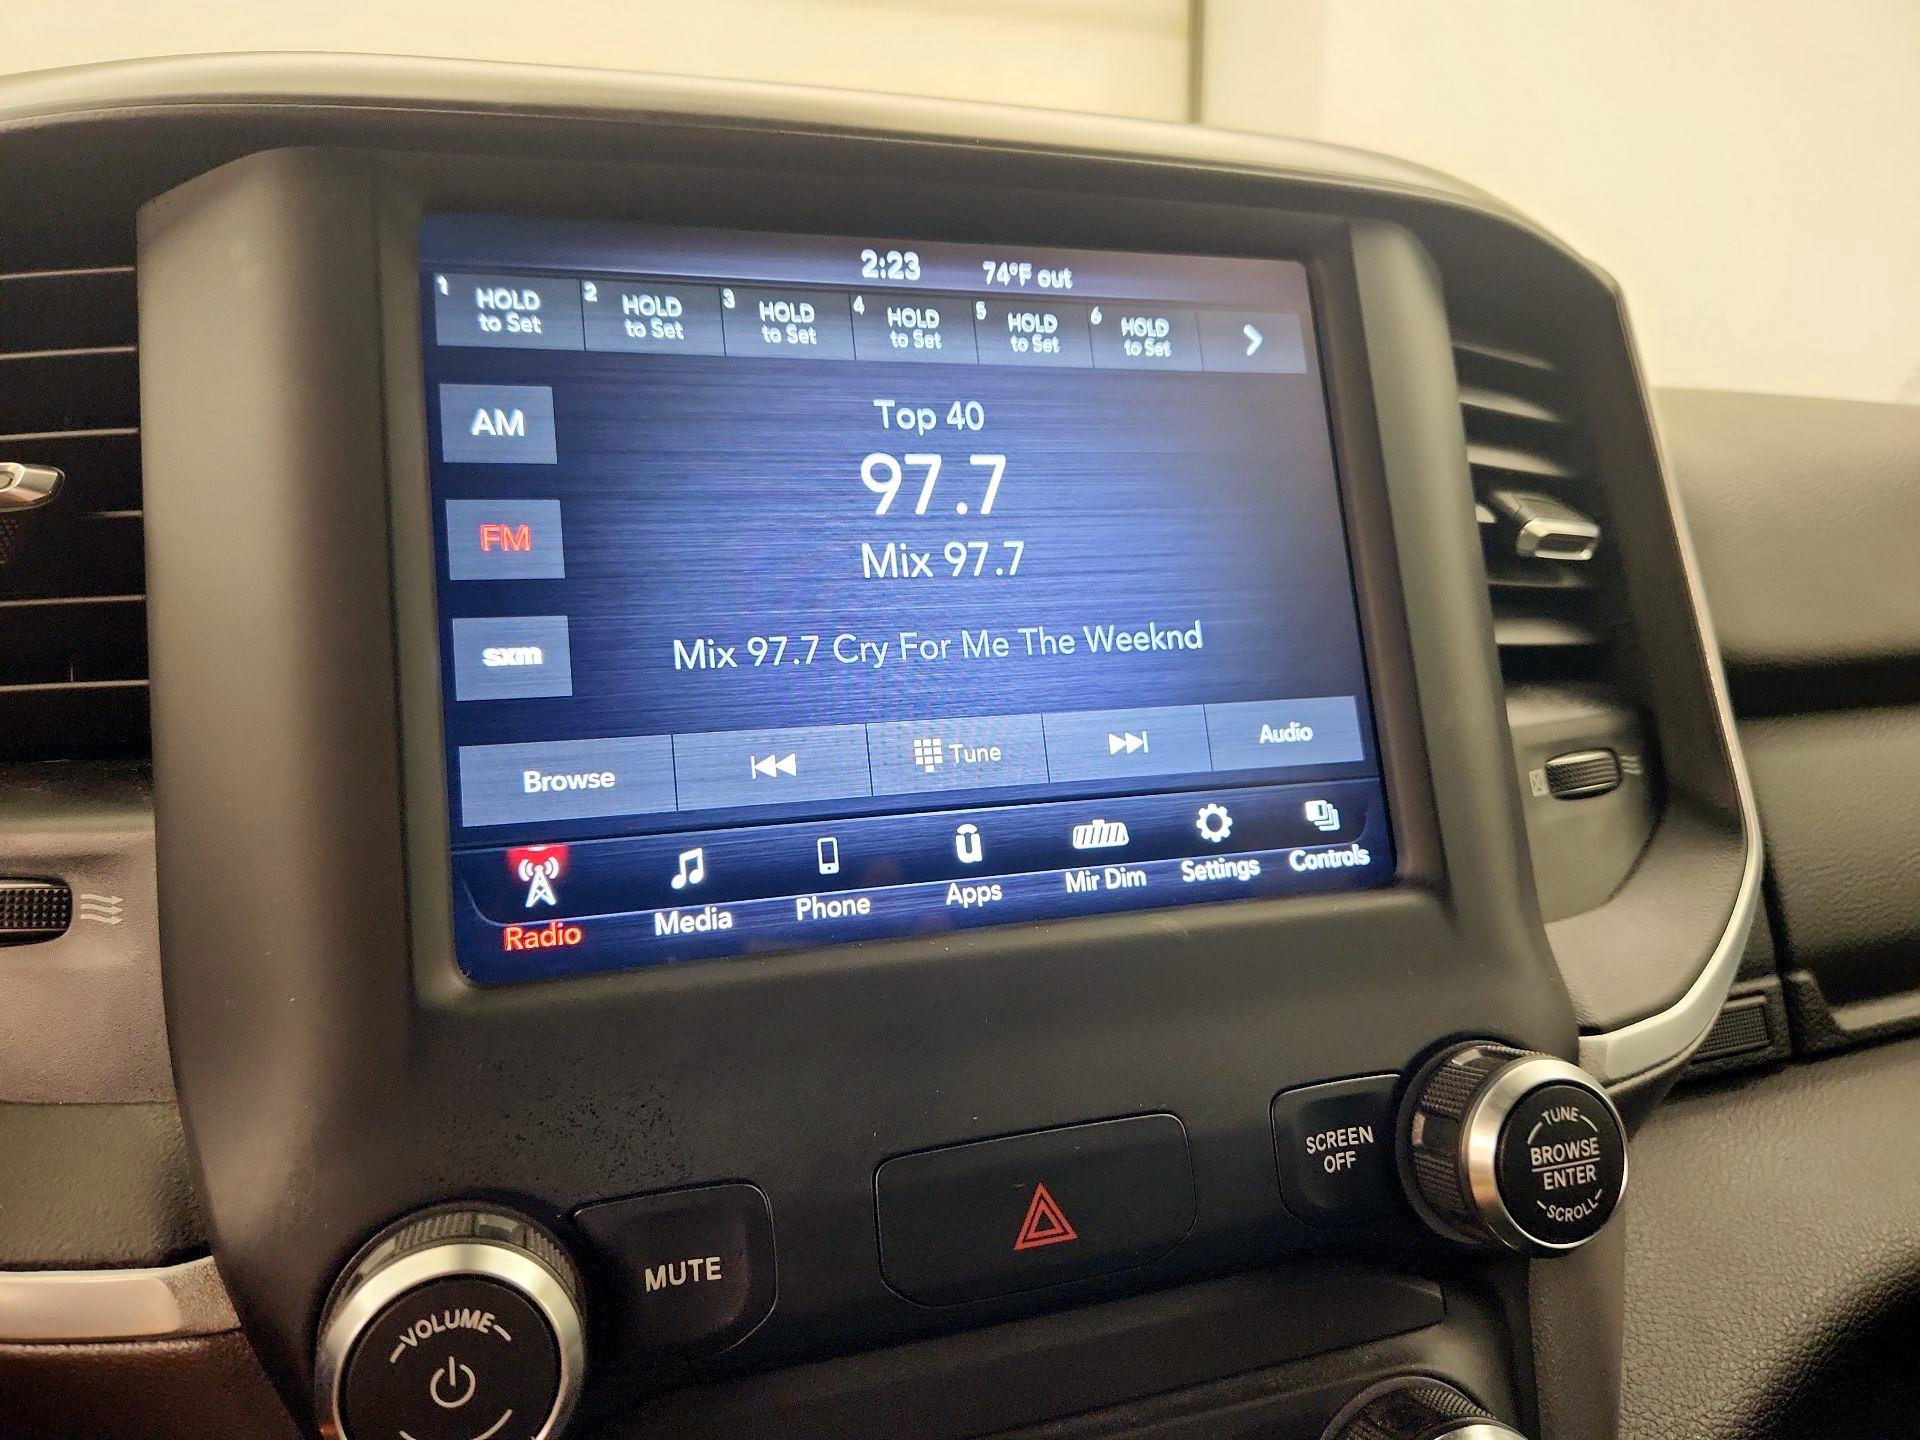 2:23 74°F out
1 HOLD to Set
2 HOLD to Set
3 HOLD to Set
4 HOLD to Set
5 HOLD to Set
6 HOLD to Set
AM
Top 40
97.7
FM
Mix 97.7
sxm
Mix 97.7 Cry For Me The Weeknd
Browse
Tune
Audio
Radio
Media
Phone
Apps
Mir Dim
Settings
Controls
VOLUME
MUTE
SCREEN
OFF
TUNE
BROWSE
ENTER
SCROLL